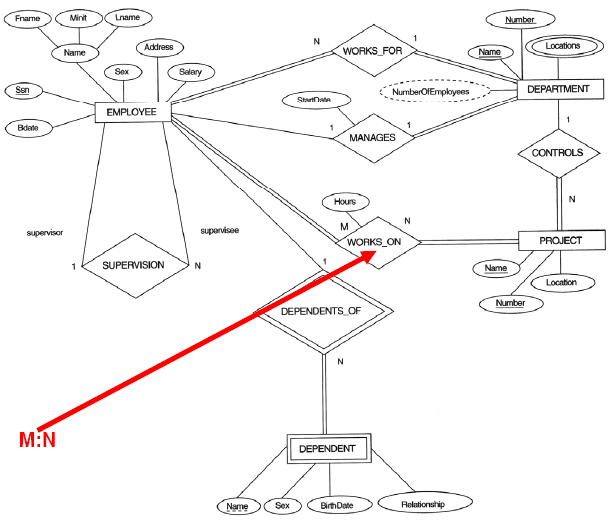 Fname
Minit
Lname
Number
Name
Address
N
WORKS_FOR
1
Name
Locations
Sex
Salary
Ssn
StartDate
NumberOfEmployees
DEPARTMENT
EMPLOYEE
Bdate
1
MANAGES
1
1
CONTROLS
Hours
N
supervisor
supervisee
M
N
WORKS_ON
PROJECT
1
SUPERVISION
N
1
Name
Location
Number
DEPENDENTS_OF
N
M:N
DEPENDENT
Name
Sex
BirthDate
Relationship